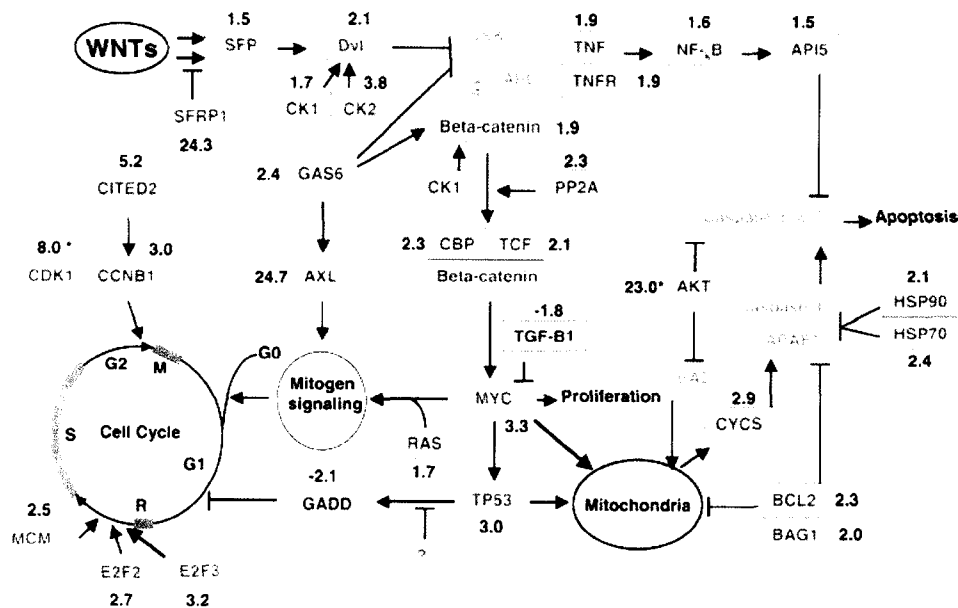 1.5
2.1
1.9
1.6
1.5
WNTs
SFP
Dvl
TNF
NF-κB
API5
TNFR
1.9
1.7
3.8
CK1
CK2
SFRP1
24.3
Beta-catenin
1.9
5.2
CITED2
2.4
GAS6
CK1
2.3
PP2A
Apoptosis
8.0 *
3.0
CDK1
CCNB1
24.7
AXL
2.3
CBP
TCF
2.1
Beta-catenin
23.0*
AKT
2.1
HSP90
HSP70
2.4
-1.8
TGF-B1
G0
G2
M
Mitogen
signaling
MYC
Proliferation
3.3
2.9
CYCS
S
Cell Cycle
G1
RAS
1.7
R
-2.1
GADD
TP53
3.0
Mitochondria
BCL2
2.3
BAG1
2.0
2.5
MCM
E2F2
2.7
E2F3
3.2
?